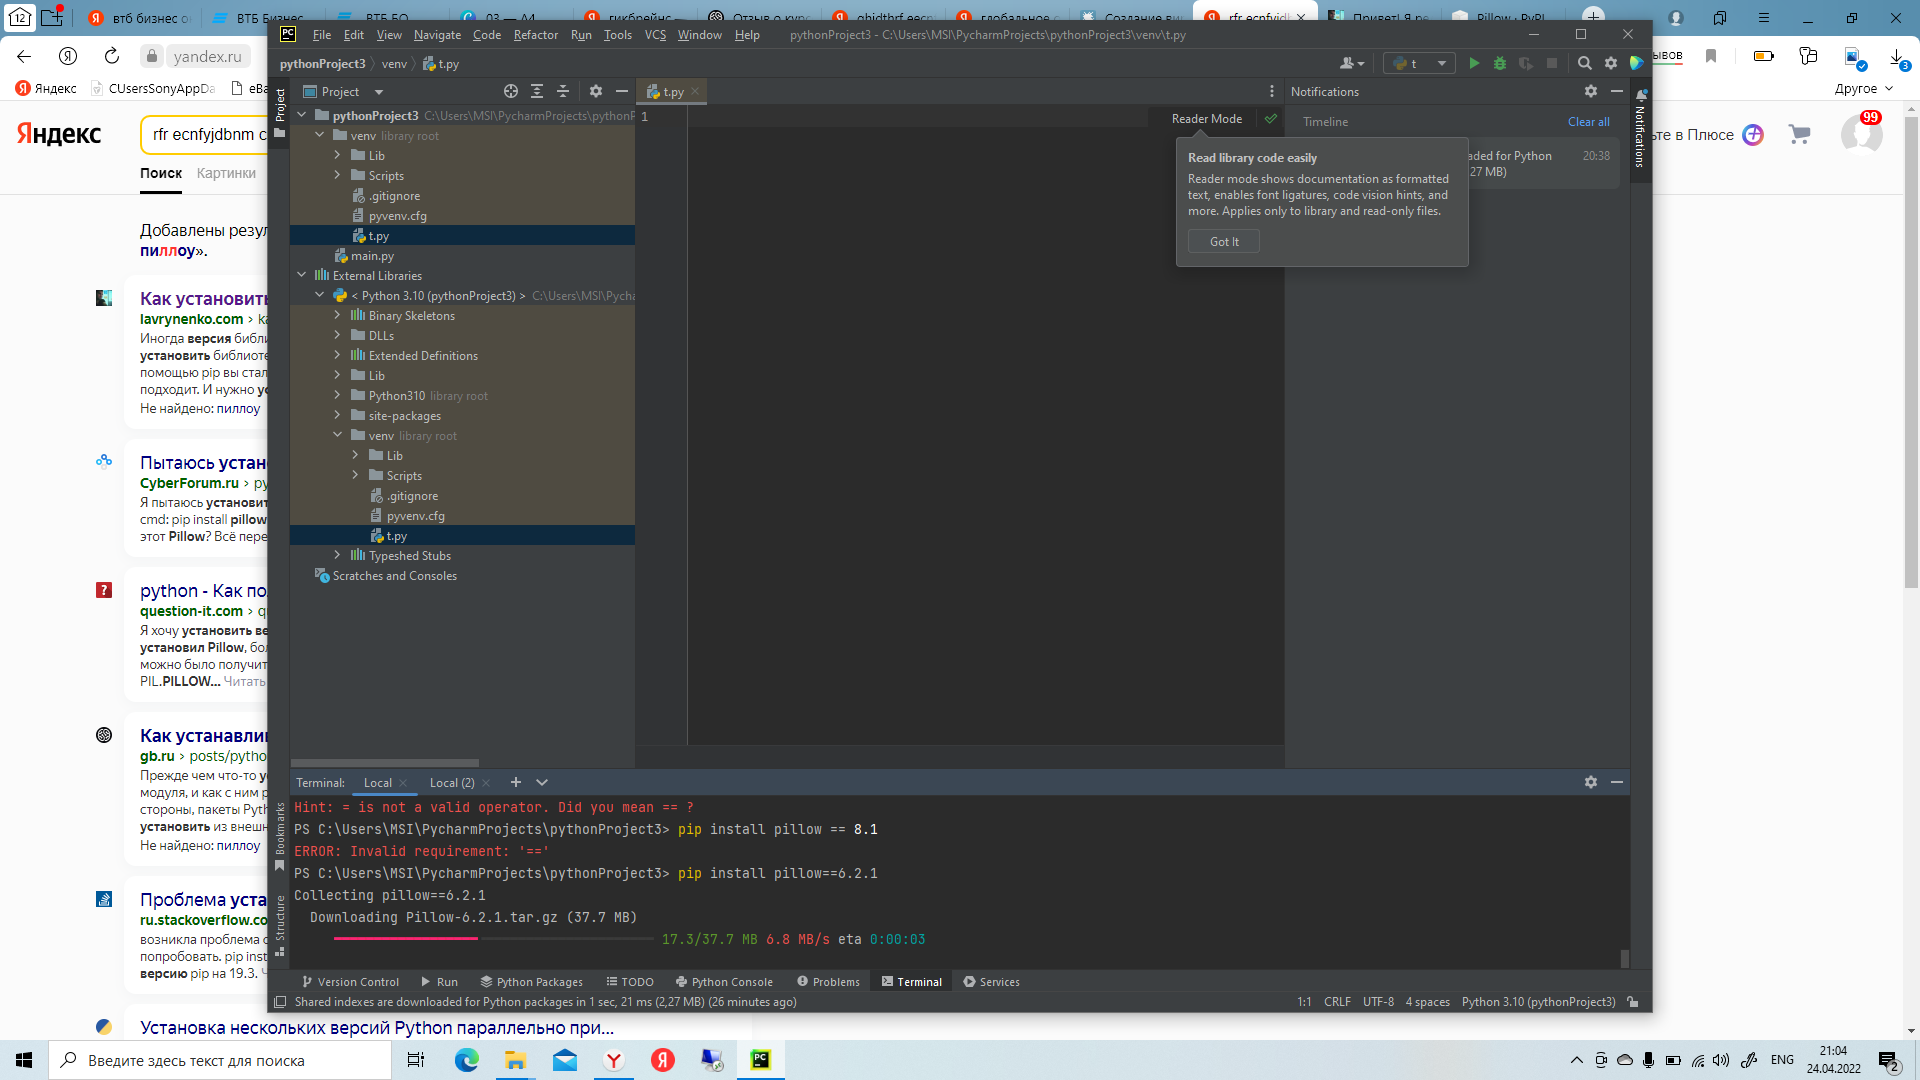 12
втб бизнес о
ВТБ Бизнес
ВТБ БО
03 — А4
гикбрейнс —
Отзыв о курс
ghjdthrf eecn
глобальное с
Создание ви
rfr ecnfyjdb
Привет! Я ре
Pillow · PyPI
yandex.ru
ывов
3
Яндекс
CUsersSonyAppDa
eBa
Другое
Яндекс
rfr ecnfyjdbnm c
ьте в Плюсе
99
Поиск
Картинки
Добавлены резул
пиллоу».
Как установить
lavrynenko.com › ка
Иногда версия библи
установить библиоте
помощью pip вы стал
подходит. И нужно ус
Не найдено: пиллоу
Пытаюсь устан
CyberForum.ru › py
Я пытаюсь установит
cmd: pip install pillow
этот Pillow? Всё пере
python - Как по
question-it.com › q
Я хочу установить ве
установил Pillow, бол
можно было получит
PIL.PILLOW... Читать
Как устанавли
gb.ru › posts/pytho
Прежде чем что-то у
модуля, и как с ним р
стороны, пакеты Pyth
установить из внешн
Не найдено: пиллоу
Проблема уста
ru.stackoverflow.co
возникла проблема с
попробовать. pip inst
версию pip на 19.3. Ч
Установка нескольких версий Python параллельно при...
PC
File Edit View Navigate Code Refactor Run Tools VCS Window Help
pythonProject3 - C:\Users\MSI\PycharmProjects\pythonProject3\venv\t.py
pythonProject3 venv t.py
t
Project
Project
pythonProject3 C:\Users\MSI\PycharmProjects\pythonP
venv library root
Lib
Scripts
.gitignore
pyvenv.cfg
t.py
main.py
External Libraries
< Python 3.10 (pythonProject3) > C:\Users\MSI\Pycha
Binary Skeletons
DLLs
Extended Definitions
Lib
Python310 library root
site-packages
venv library root
Lib
Scripts
.gitignore
pyvenv.cfg
t.py
Typeshed Stubs
Scratches and Consoles
t.py
1
Reader Mode
Read library code easily
Reader mode shows documentation as formatted
text, enables font ligatures, code vision hints, and
more. Applies only to library and read-only files.
Got It
Notifications
Timeline
Clear all
aded for Python
20:38
27 MB)
Notifications
Terminal: Local Local (2)
Bookmarks
Structure
Hint: = is not a valid operator. Did you mean == ?
PS C:\Users\MSI\PycharmProjects\pythonProject3> pip install pillow == 8.1
ERROR: Invalid requirement: '=='
PS C:\Users\MSI\PycharmProjects\pythonProject3> pip install pillow==6.2.1
Collecting pillow==6.2.1
Downloading Pillow-6.2.1.tar.gz (37.7 MB)
17.3/37.7 MB 6.8 MB/s eta 0:00:03
Version Control Run Python Packages TODO Python Console Problems Terminal Services
Shared indexes are downloaded for Python packages in 1 sec, 21 ms (2,27 MB) (26 minutes ago)
1:1 CRLF UTF-8 4 spaces Python 3.10 (pythonProject3)
Введите здесь текст для поиска
PC
ENG
21:04
24.04.2022
2